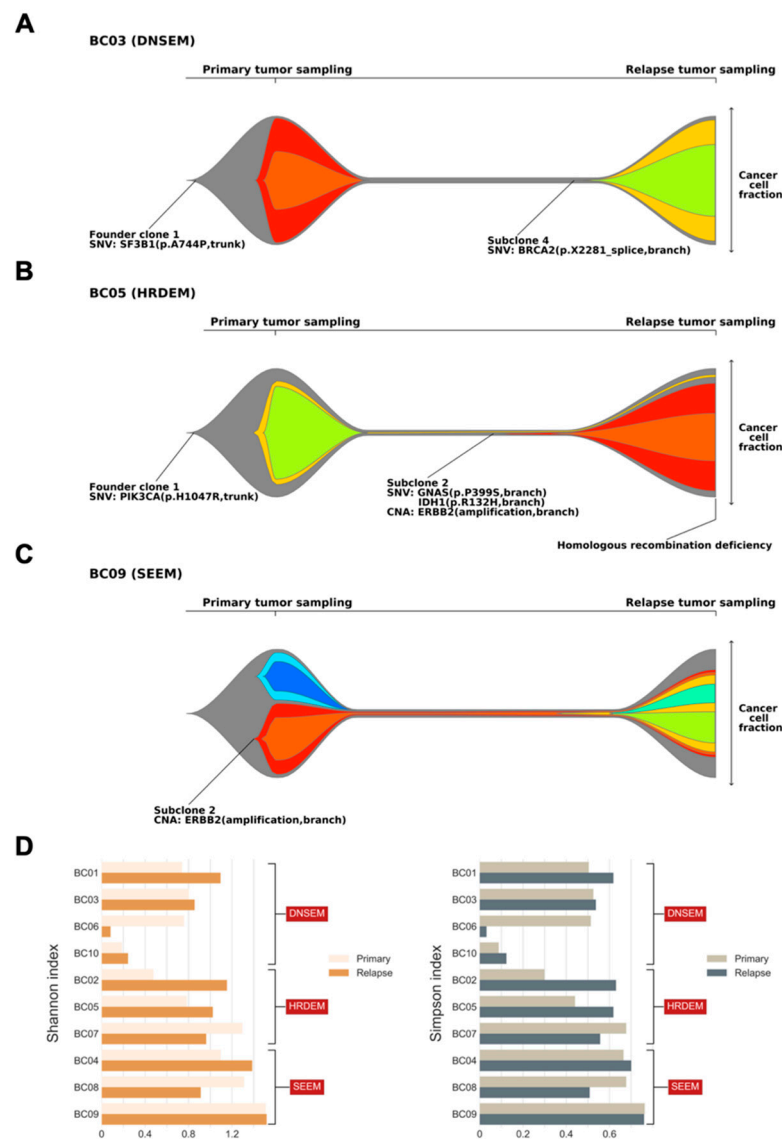 A
BC03 (DNSEM)
Primary tumor sampling
Relapse tumor sampling
Cancer
cell
fraction
Founder clone 1
SNV: SF3B1(p.A744P,trunk)
Subclone 4
SNV: BRCA2(p.X2281_splice,branch)
B
BC05 (HRDEM)
Primary tumor sampling
Relapse tumor sampling
Cancer
cell
fraction
Founder clone 1
SNV: PIK3CA(p.H1047R,trunk)
Subclone 2
SNV: GNAS(p.P399S,branch)
IDH1(p.R132H,branch)
CNA: ERBB2(amplification,branch)
Homologous recombination deficiency
C
BC09 (SEEM)
Primary tumor sampling
Relapse tumor sampling
Cancer
cell
fraction
Subclone 2
CNA: ERBB2(amplification,branch)
D
Shannon index
BC01
BC03
BC06
BC10
BC02
BC05
BC07
BC04
BC08
BC09
0 0.4 0.8 1.2
DNSEM
Primary
Relapse
HRDEM
SEEM
Simpson index
BC01
BC03
BC06
BC10
BC02
BC05
BC07
BC04
BC08
BC09
0 0.2 0.4 0.6
DNSEM
Primary
Relapse
HRDEM
SEEM